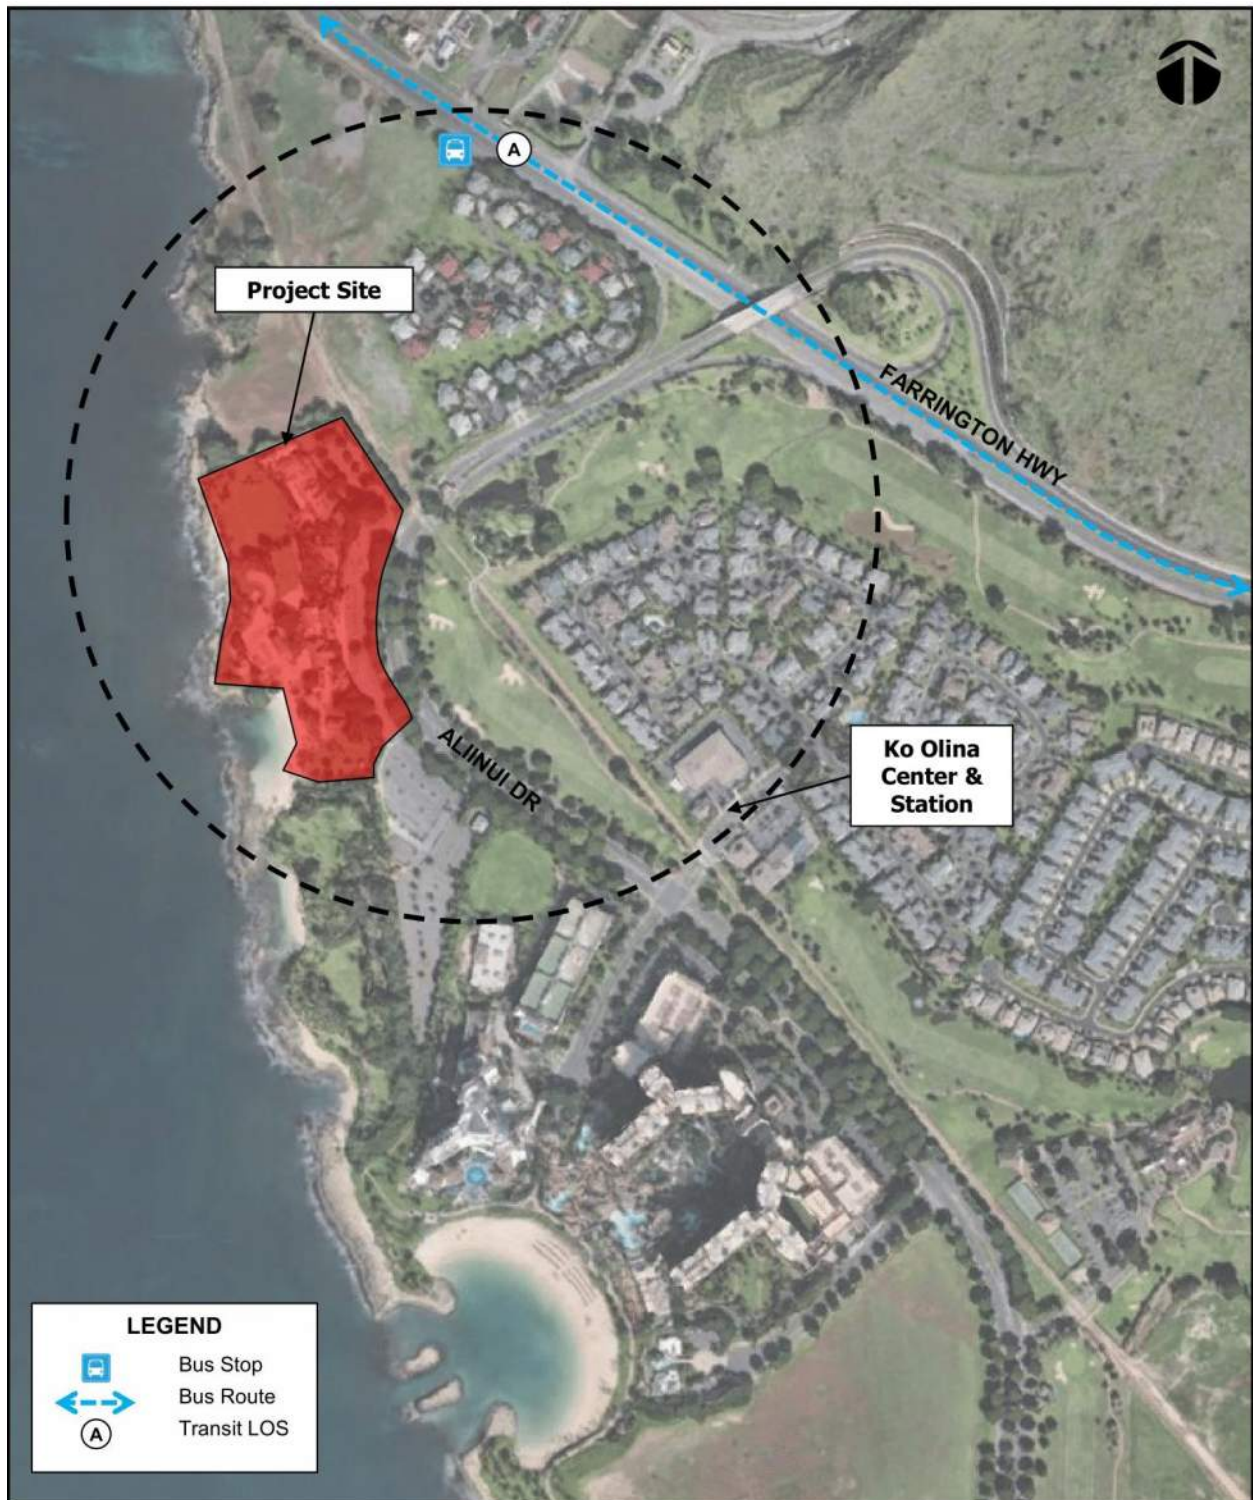 A
Project Site
FARRINGTON HWY
ALIINUI DR
Ko Olina
Center &
Station
LEGEND
Bus Stop
Bus Route
A
Transit LOS